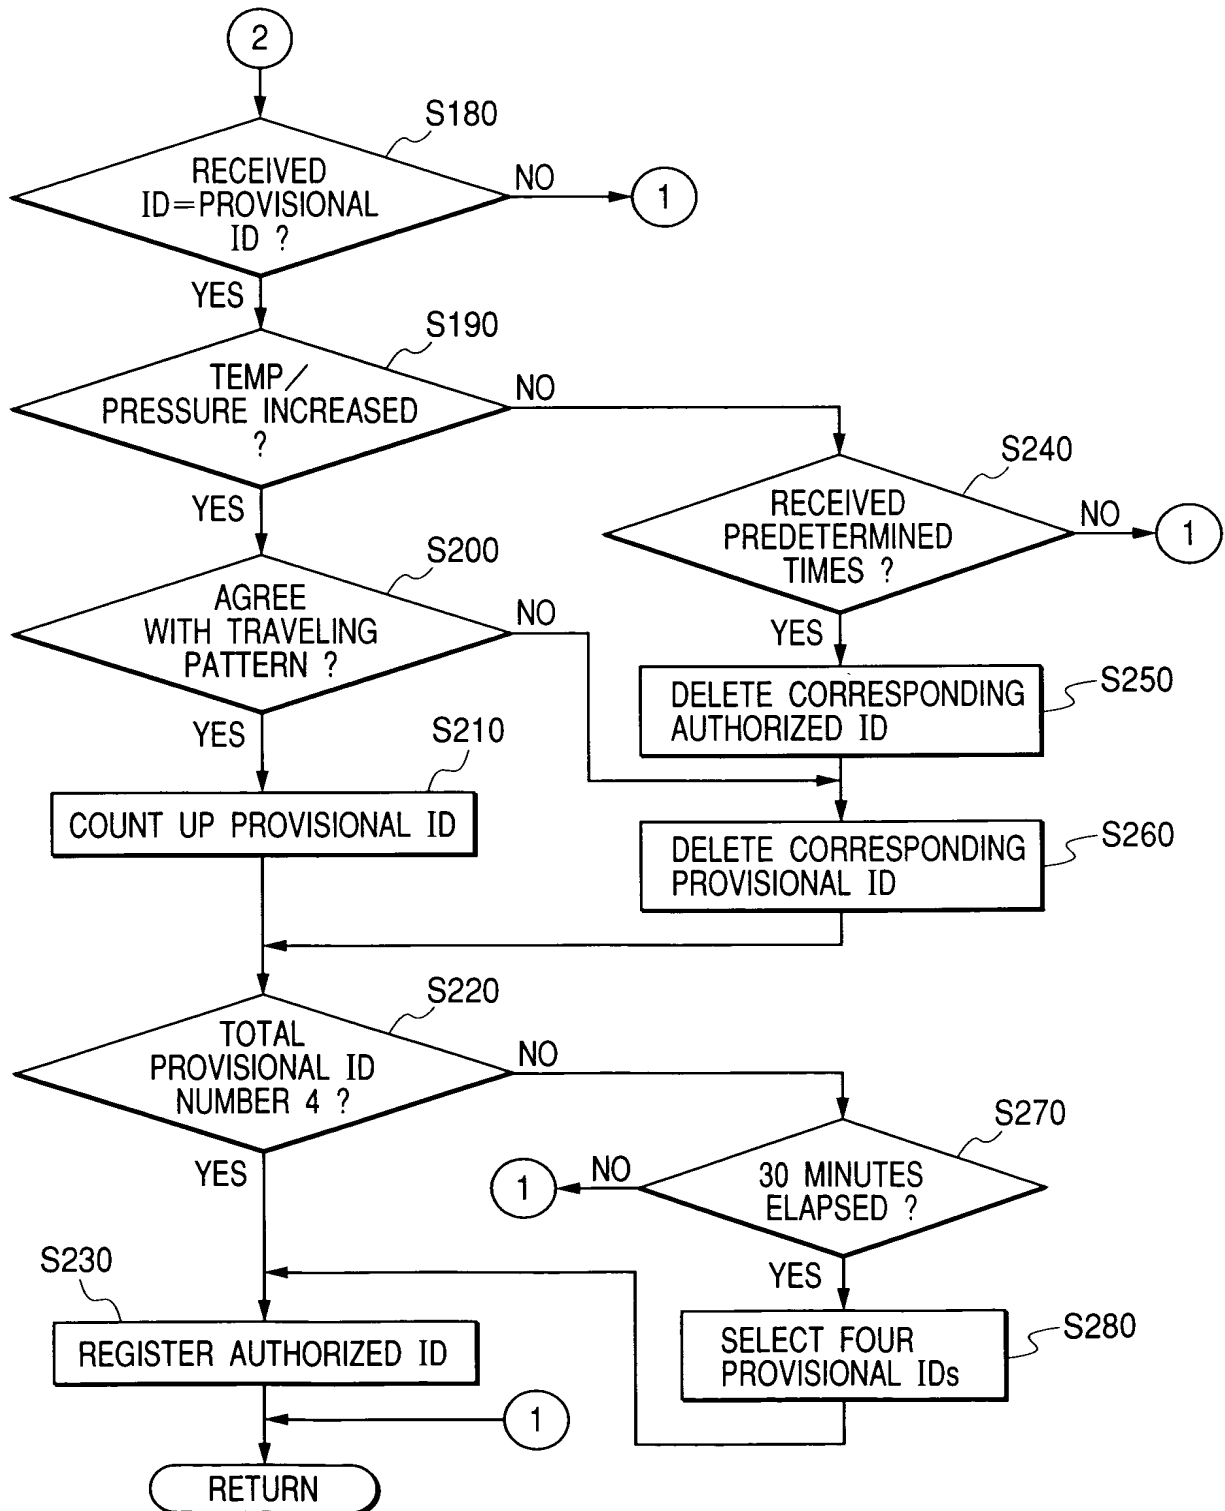 2
S180
RECEIVED
ID=PROVISIONAL
ID ?
NO
1
YES
S190
TEMP/
PRESSURE INCREASED
?
NO
YES
S240
RECEIVED
PREDETERMINED
TIMES ?
NO
1
YES
S200
AGREE
WITH TRAVELING
PATTERN ?
NO
YES
S250
DELETE CORRESPONDING
AUTHORIZED ID
S210
COUNT UP PROVISIONAL ID
S260
DELETE CORRESPONDING
PROVISIONAL ID
S220
TOTAL
PROVISIONAL ID
NUMBER 4 ?
NO
YES
S270
30 MINUTES
ELAPSED ?
NO
1
YES
S230
REGISTER AUTHORIZED ID
S280
SELECT FOUR
PROVISIONAL IDs
1
RETURN